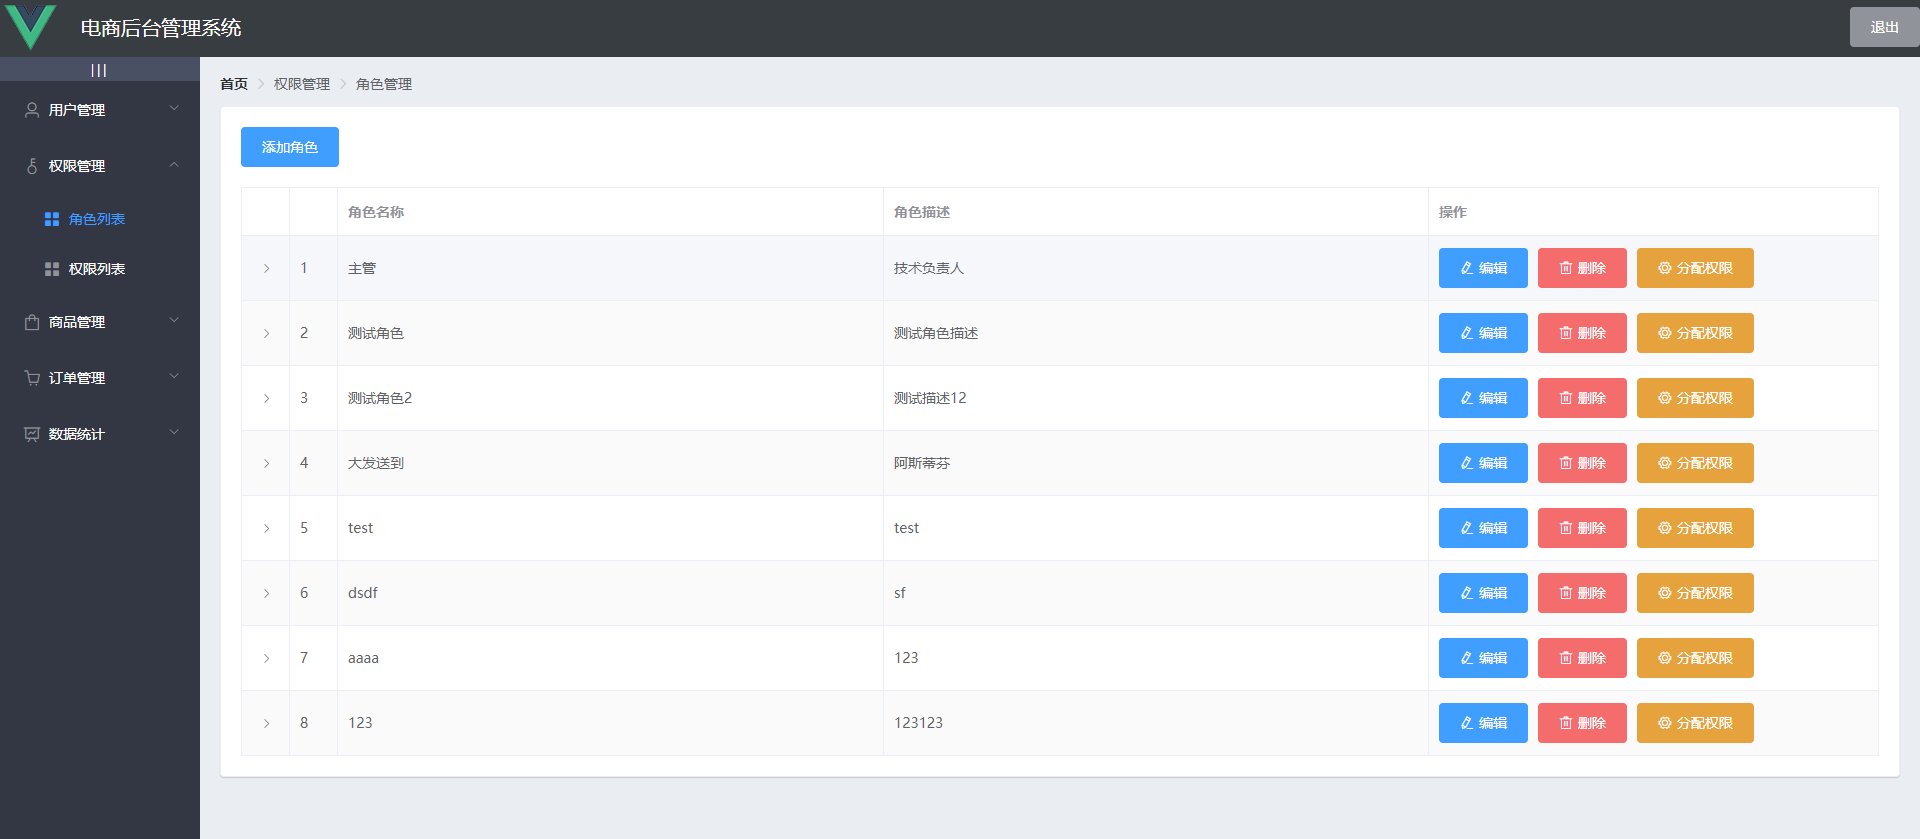 电商后台管理系统
退出
|||
用户管理
权限管理
角色列表
权限列表
商品管理
订单管理
数据统计
首页 > 权限管理 > 角色管理
添加角色
角色名称 角色描述 操作
1 主管 技术负责人 编辑 删除 分配权限
2 测试角色 测试角色描述 编辑 删除 分配权限
3 测试角色2 测试描述12 编辑 删除 分配权限
4 大发送到 阿斯蒂芬 编辑 删除 分配权限
5 test test 编辑 删除 分配权限
6 dsdf sf 编辑 删除 分配权限
7 aaaa 123 编辑 删除 分配权限
8 123 123123 编辑 删除 分配权限